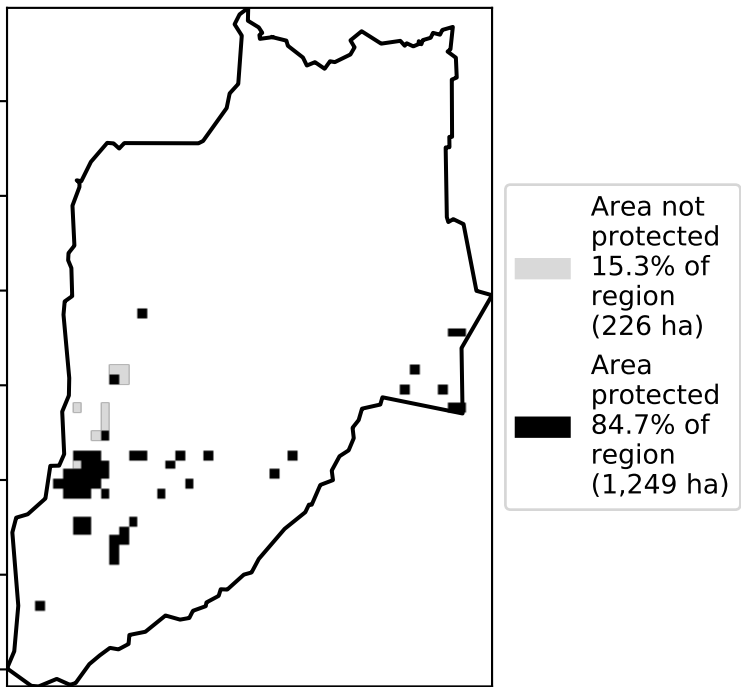 Area not
protected
15.3% of
region
(226 ha)
Area
protected
84.7% of
region
(1,249 ha)